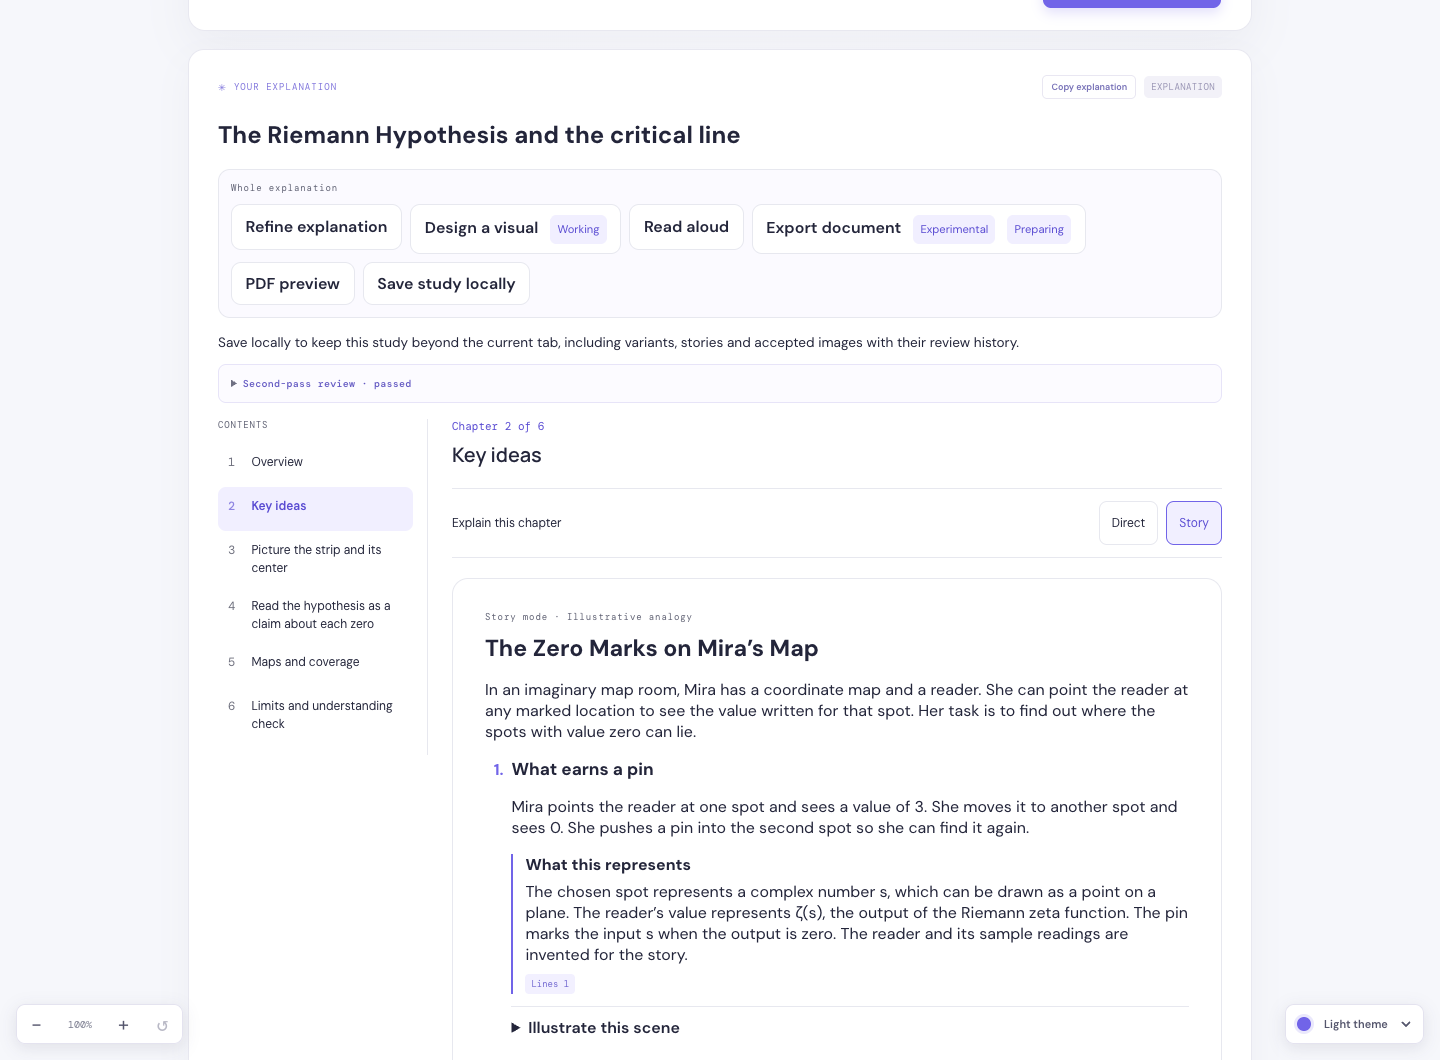 YOUR EXPLANATION
Copy explanation
EXPLANATION
The Riemann Hypothesis and the critical line
Whole explanation
Refine explanation
Design a visual Working
Read aloud
Export document Experimental Preparing
PDF preview
Save study locally
Save locally to keep this study beyond the current tab, including variants, stories and accepted images with their review history.
Second-pass review · passed
CONTENTS
1 Overview
2 Key ideas
3 Picture the strip and its
center
4 Read the hypothesis as a
claim about each zero
5 Maps and coverage
6 Limits and understanding
check
Chapter 2 of 6
Key ideas
Explain this chapter
Direct
Story
Story mode · Illustrative analogy
The Zero Marks on Mira’s Map
In an imaginary map room, Mira has a coordinate map and a reader. She can point the reader at
any marked location to see the value written for that spot. Her task is to find out where the
spots with value zero can lie.
1. What earns a pin
Mira points the reader at one spot and sees a value of 3. She moves it to another spot and
sees 0. She pushes a pin into the second spot so she can find it again.
What this represents
The chosen spot represents a complex number s, which can be drawn as a point on a
plane. The reader’s value represents ζ(s), the output of the Riemann zeta function. The pin
marks the input s when the output is zero. The reader and its sample readings are
invented for the story.
Lines 1
Illustrate this scene
− 100% + ↺
Light theme